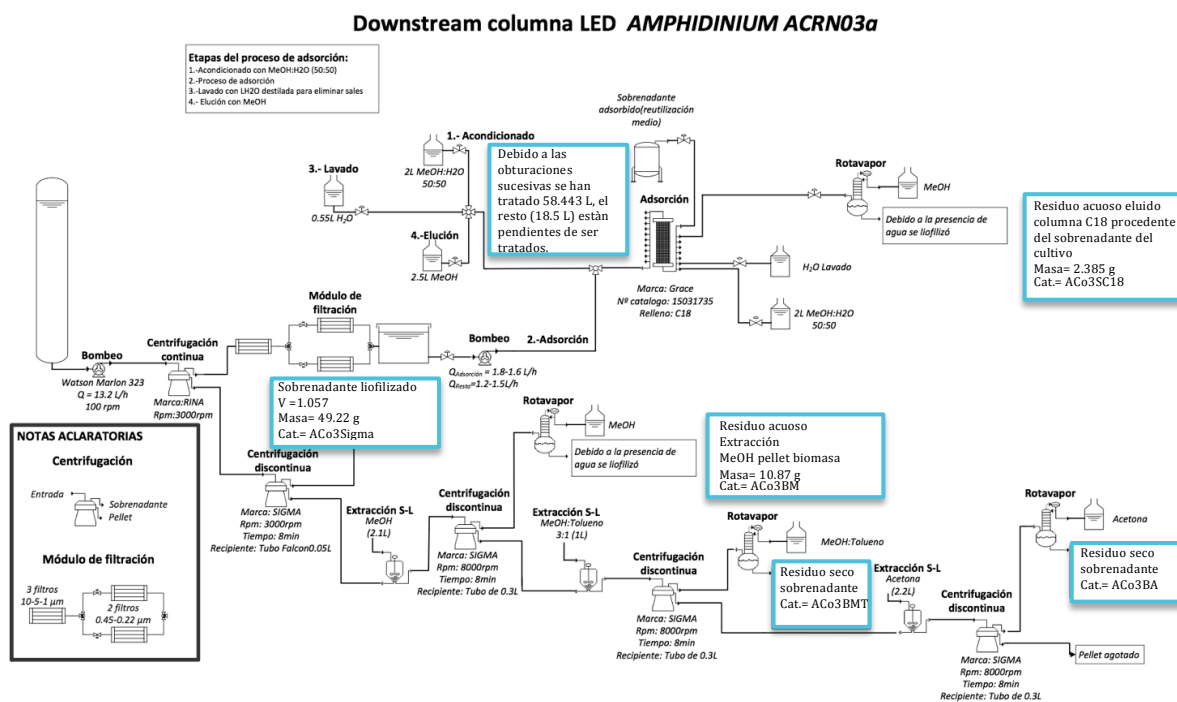 Downstream columna LED AMPHIDINIUM ACRN03a
Etapas del proceso de adsorción:
1.-Acondicionado con MeOH:H2O (50:50)
2.-Proceso de adsorción
3.-Lavado con LH2O destilada para eliminar sales
4.- Elución con MeOH
Sobrenadante
adsorbido(reutilización
medio)
1.- Acondicionado
2L MeOH:H2O
50:50
3.- Lavado
0.55L H2O
4.-Elución
2.5L MeOH
Debido a las
obturaciones
sucesivas se han
tratado 58.443 L, el
resto (18.5 L) estàn
pendientes de ser
tratados.
Adsorción
Marca: Grace
Nº catalogo: 15031735
Relleno: C18
Rotavapor
MeOH
Debido a la presencia de
agua se liofilizó
H2O Lavado
2L MeOH:H2O
50:50
Residuo acuoso eluido
columna C18 procedente
del sobrenadante del
cultivo
Masa= 2.385 g
Cat.= ACo3SC18
Bombeo
Watson Marlon 323
Q = 13.2 L/h
100 rpm
Centrifugación
continua
Marca:RINA
Rpm:3000rpm
Módulo de
filtración
Bombeo
2.-Adsorción
QAdsorción = 1.8-1.6 L/h
QResto=1.2-1.5L/h
Sobrenadante liofilizado
V =1.057
Masa= 49.22 g
Cat.= ACo3Sigma
Rotavapor
MeOH
Debido a la presencia de
agua se liofilizó
Residuo acuoso
Extracción
MeOH pellet biomasa
Masa= 10.87 g
Cat.= ACo3BM
NOTAS ACLARATORIAS
Centrifugación
Entrada
Sobrenadante
Pellet
Módulo de filtración
3 filtros
10-5-1 µm
2 filtros
0.45-0.22 µm
Centrifugación
discontinua
Marca: SIGMA
Rpm: 3000rpm
Tiempo: 8min
Recipiente: Tubo Falcon0.05L
Extracción S-L
MeOH
(2.1L)
Centrifugación
discontinua
Marca: SIGMA
Rpm: 8000rpm
Tiempo: 8min
Recipiente: Tubo de 0.3L
Extracción S-L
MeOH:Tolueno
3:1 (1L)
Centrifugación
discontinua
Marca: SIGMA
Rpm: 8000rpm
Tiempo: 8min
Recipiente: Tubo de 0.3L
Rotavapor
MeOH:Tolueno
Residuo seco
sobrenadante
Cat.= ACo3BMT
Extracción S-L
Acetona
(2.2L)
Centrifugación
discontinua
Marca: SIGMA
Rpm: 8000rpm
Tiempo: 8min
Recipiente: Tubo de 0.3L
Rotavapor
Acetona
Residuo seco
sobrenadante
Cat.= ACo3BA
Pellet agotado